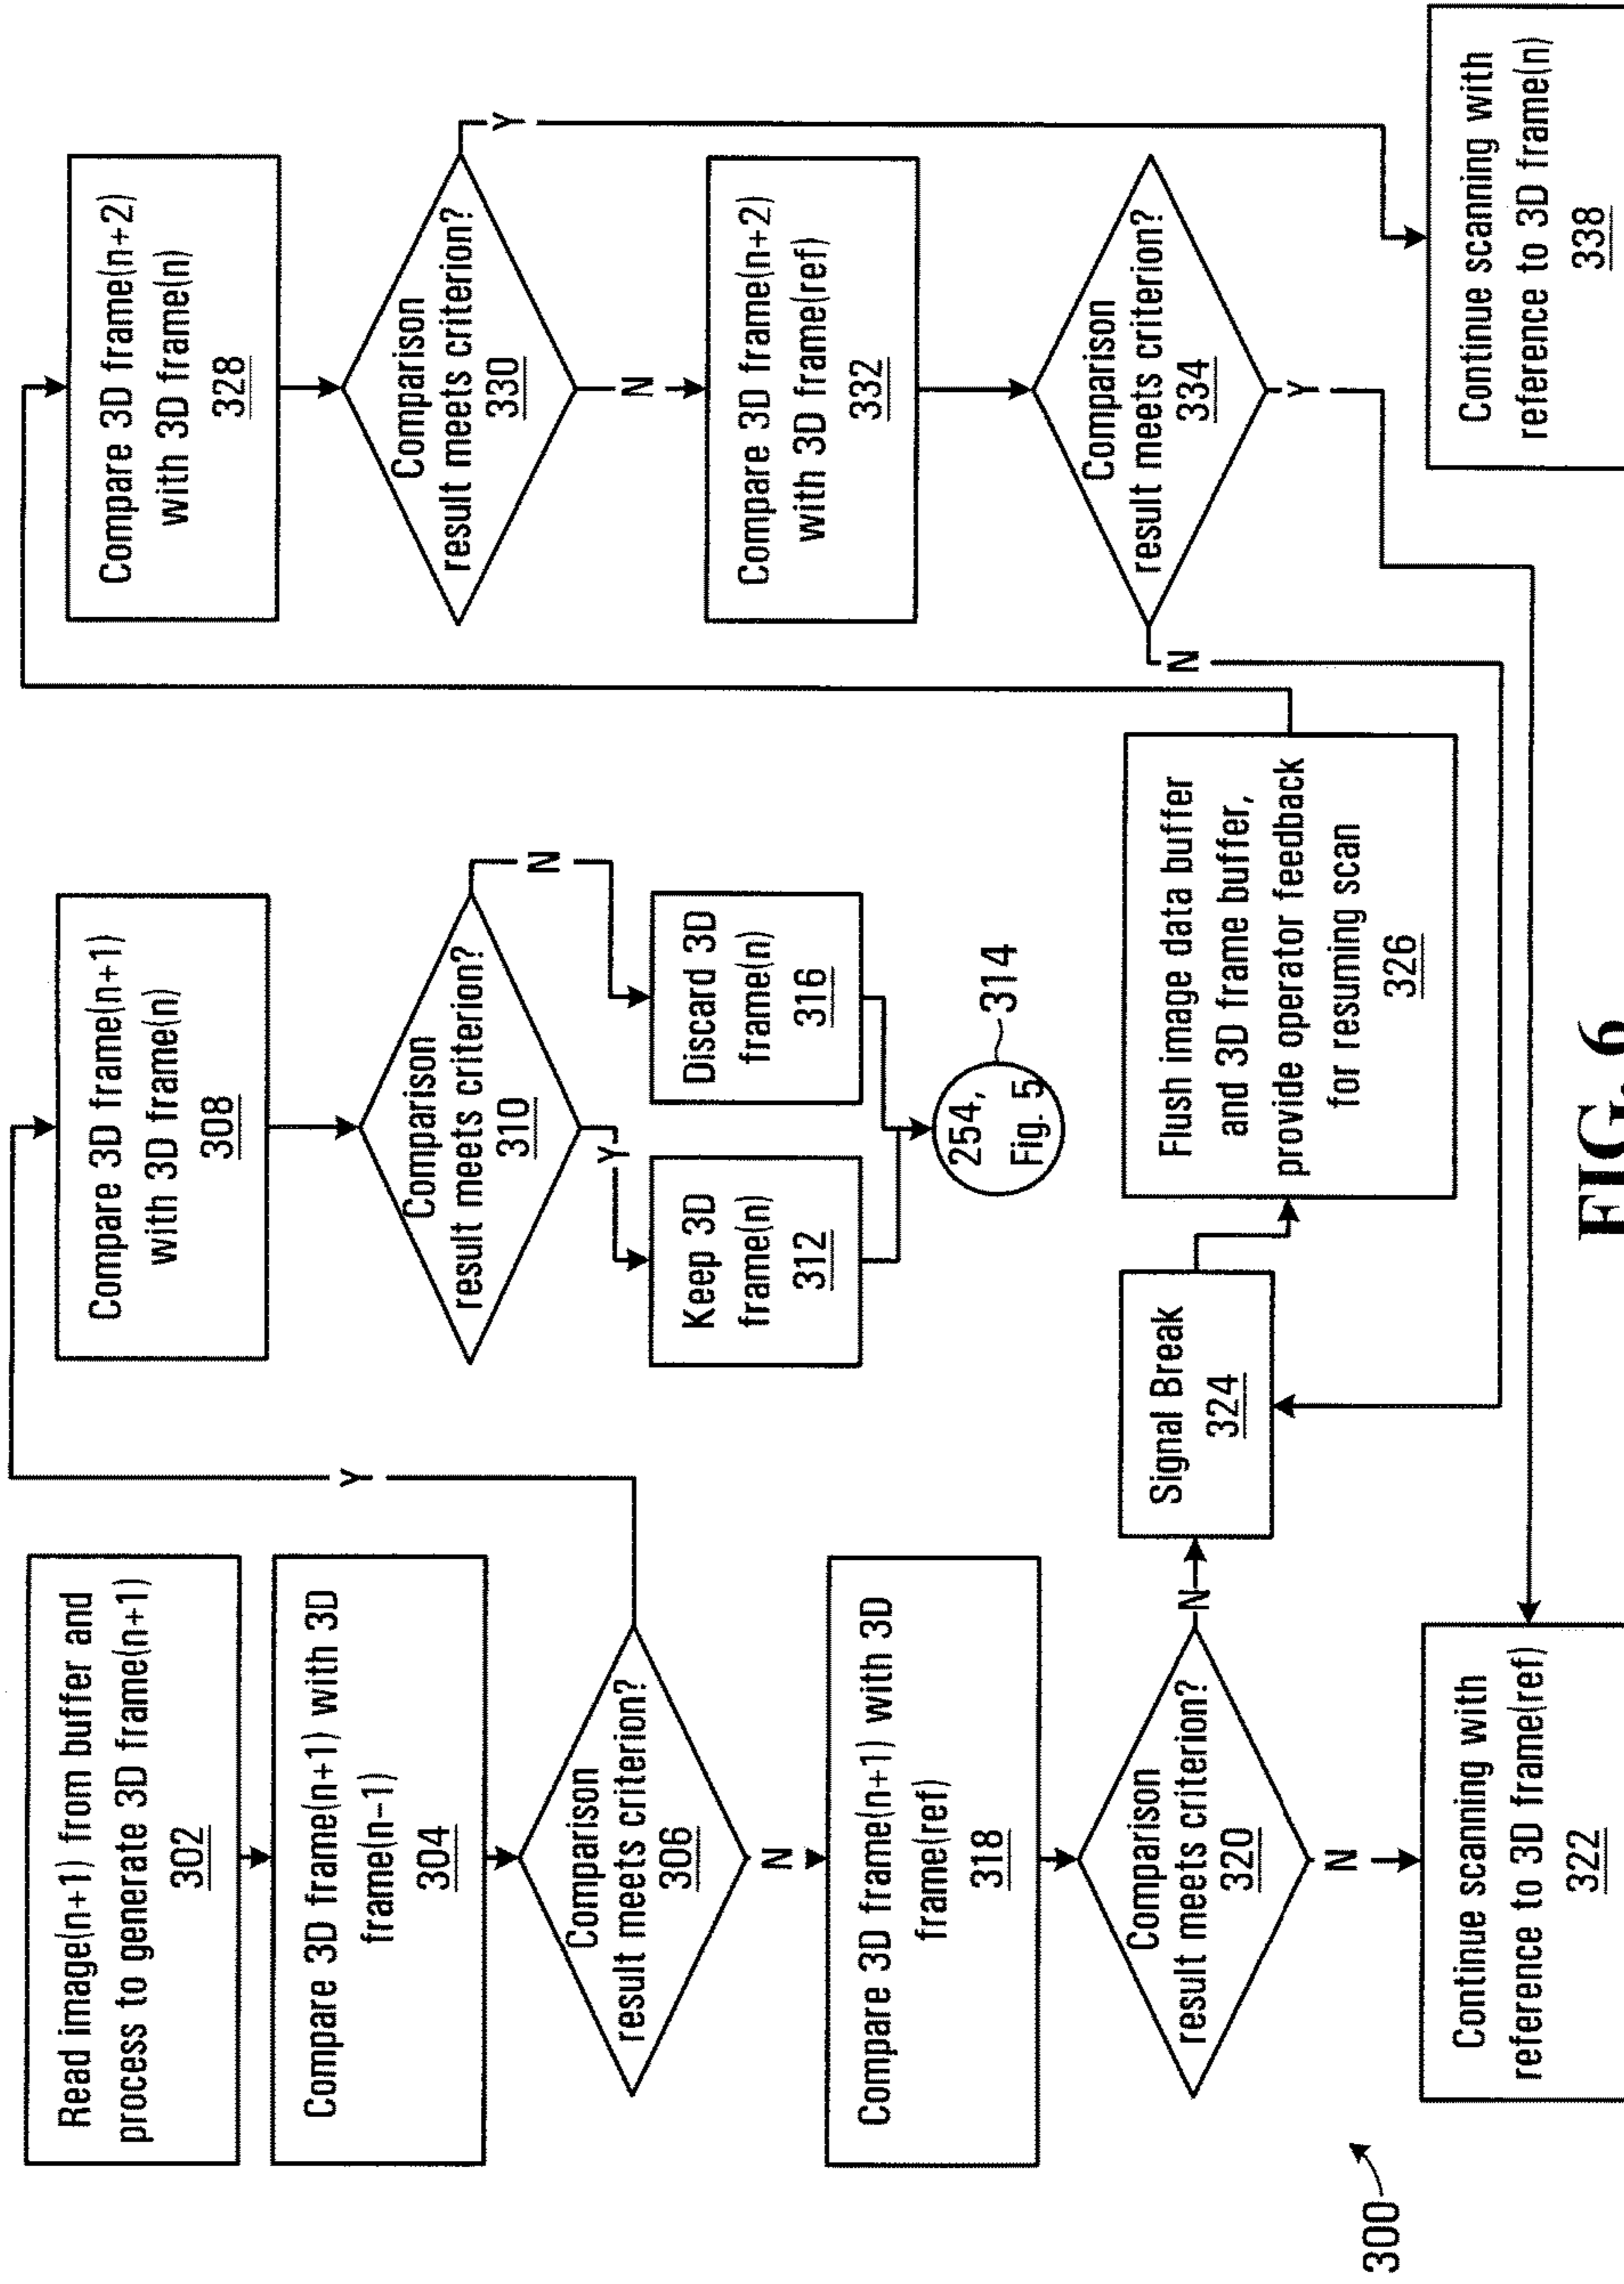 Read image(n+1) from buffer and
process to generate 3D frame(n+1)
302
Compare 3D frame(n+1) with 3D
frame(n-1)
304
Comparison
result meets criterion?
306
Y
N
Compare 3D frame(n+1) with 3D
frame(ref)
318
Comparison
result meets criterion?
320
N
N
Continue scanning with
reference to 3D frame(ref)
322
300
Compare 3D frame(n+1)
with 3D frame(n)
308
Comparison
result meets criterion?
310
Y
N
Keep 3D
frame(n)
312
Discard 3D
frame(n)
316
254,
Fig. 5
314
Signal Break
324
Flush image data buffer
and 3D frame buffer,
provide operator feedback
for resuming scan
326
Compare 3D frame(n+2)
with 3D frame(n)
328
Comparison
result meets criterion?
330
Y
N
Compare 3D frame(n+2)
with 3D frame(ref)
332
Comparison
result meets criterion?
334
N
Y
Continue scanning with
reference to 3D frame(n)
338
FIG. 6